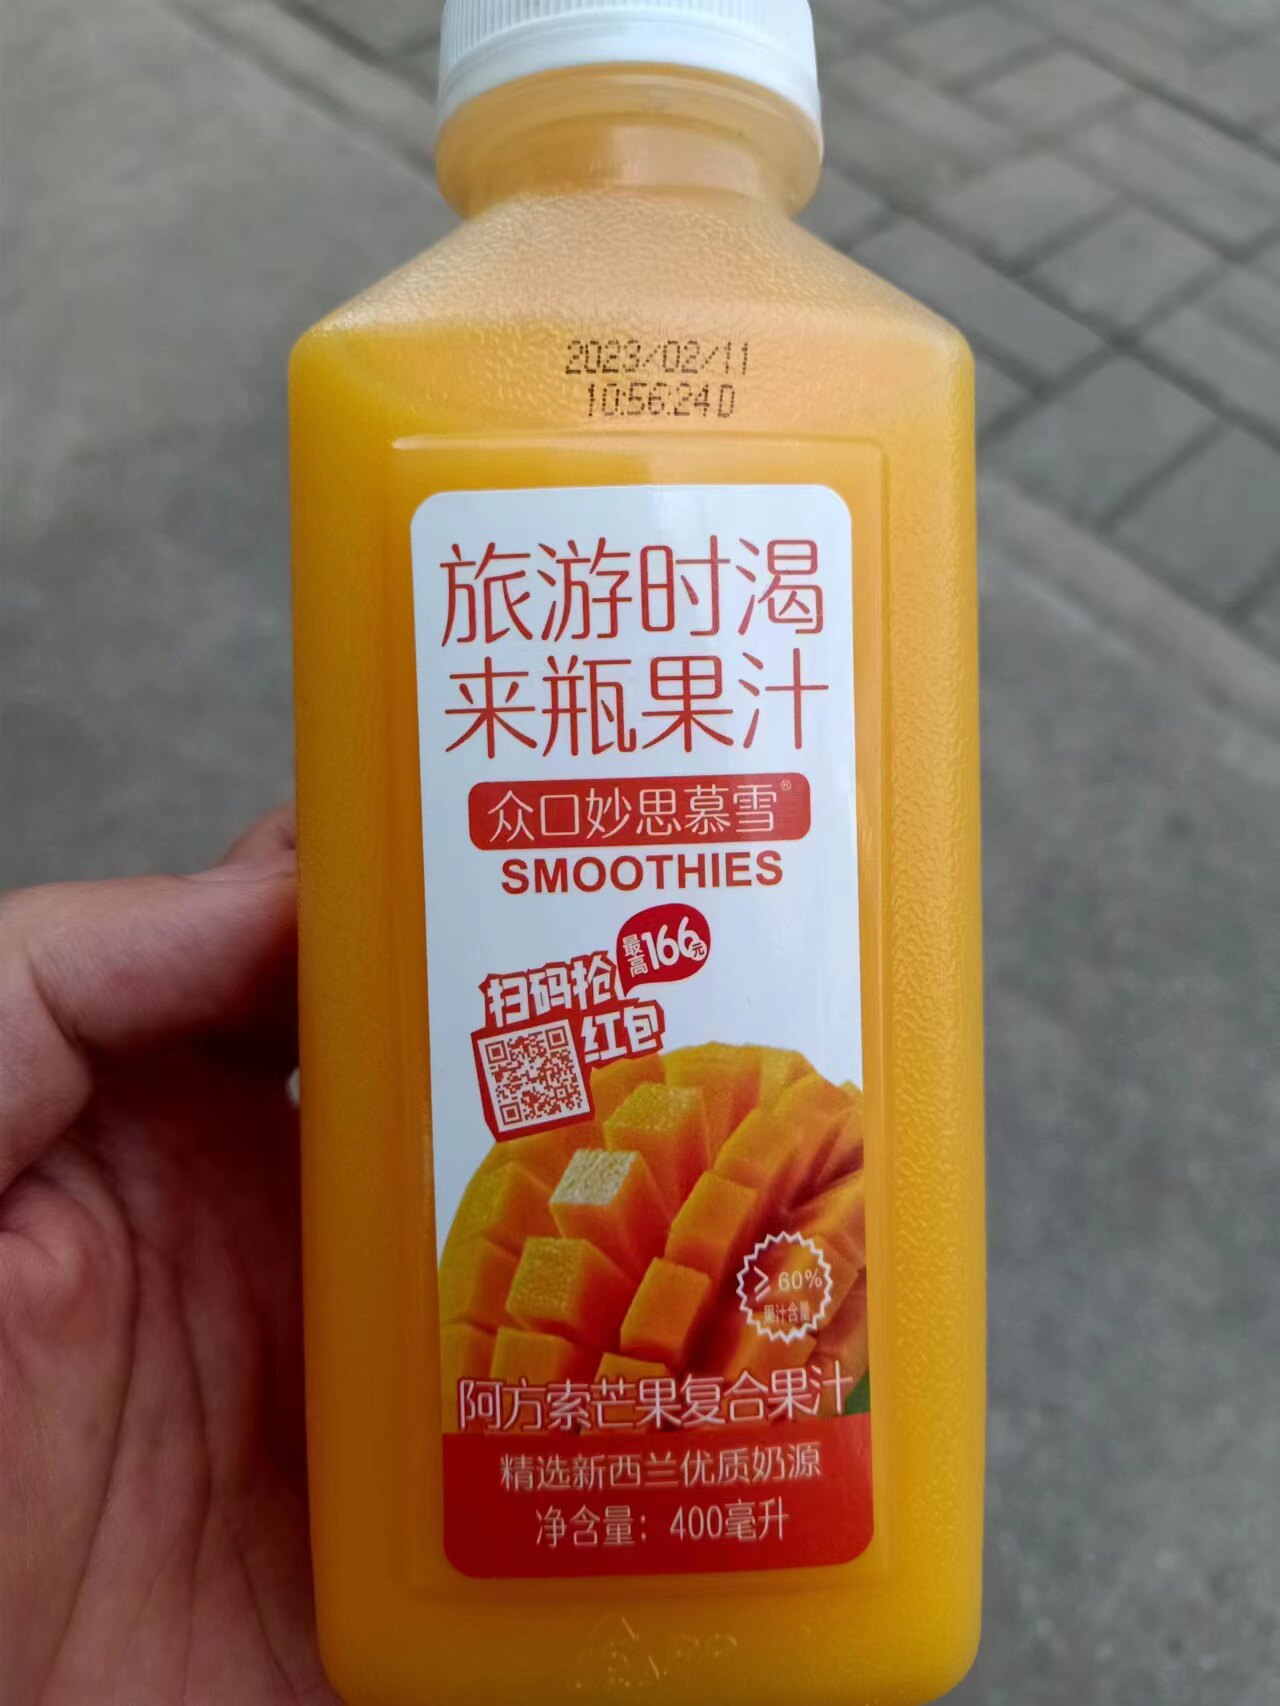 2023/02/11
10:56:24 D
旅游时渴
来瓶果汁
众口妙思慕雪®
SMOOTHIES
最高166元
扫码抢
红包
≥60%
果汁含量
阿方索芒果复合果汁
精选新西兰优质奶源
净含量：400毫升